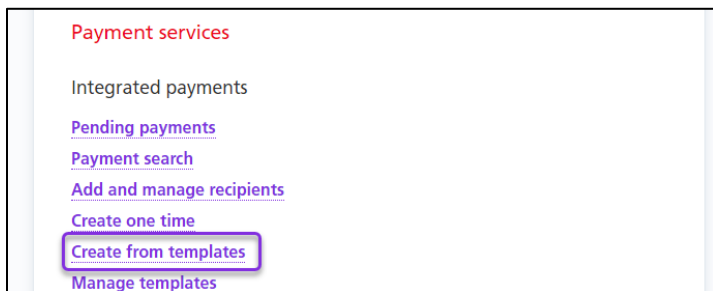 Payment services
Integrated payments
Pending payments
Payment search
Add and manage recipients
Create one time
Create from templates
Manage templates